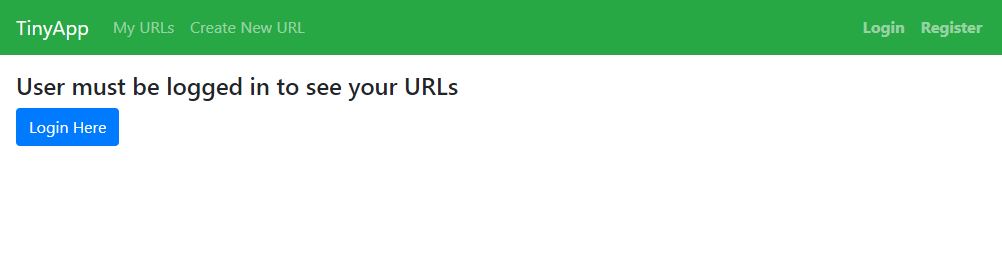 TinyApp My URLs Create New URL Login Register
User must be logged in to see your URLs
Login Here